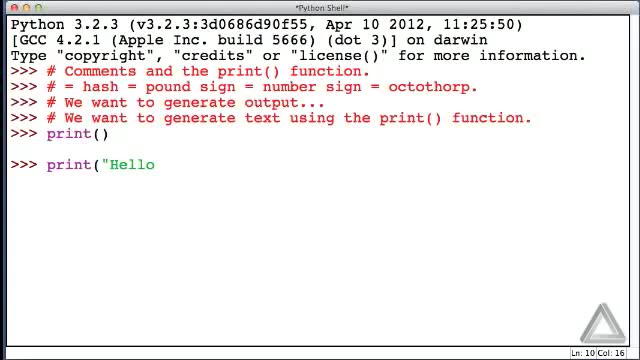 *Python Shell*
Python 3.2.3 (v3.2.3:3d0686d90f55, Apr 10 2012, 11:25:50)
[GCC 4.2.1 (Apple Inc. build 5666) (dot 3)] on darwin
Type "copyright", "credits" or "license()" for more information.
>>> # Comments and the print() function.
>>> # = hash = pound sign = number sign = octothorp.
>>> # We want to generate output...
>>> # We want to generate text using the print() function.
>>> print()
>>> print("Hello
Ln: 10 Col: 16